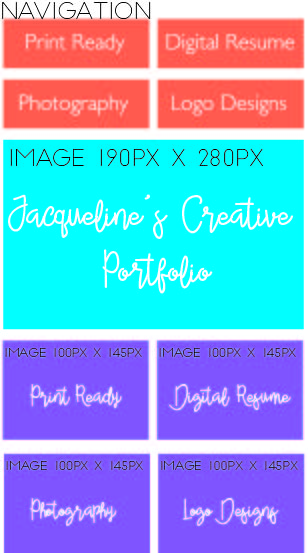 NAVIGATION
Print Ready
Digital Resume
Photography
Logo Designs
IMAGE 190PX X 280PX
Jacqueline's Creative
Portfolio
IMAGE 100PX X 145PX
IMAGE 100PX X 145PX
Print Ready
Digital Resume
IMAGE 100PX X 145PX
IMAGE 100PX X 145PX
Photography
Logo Designs